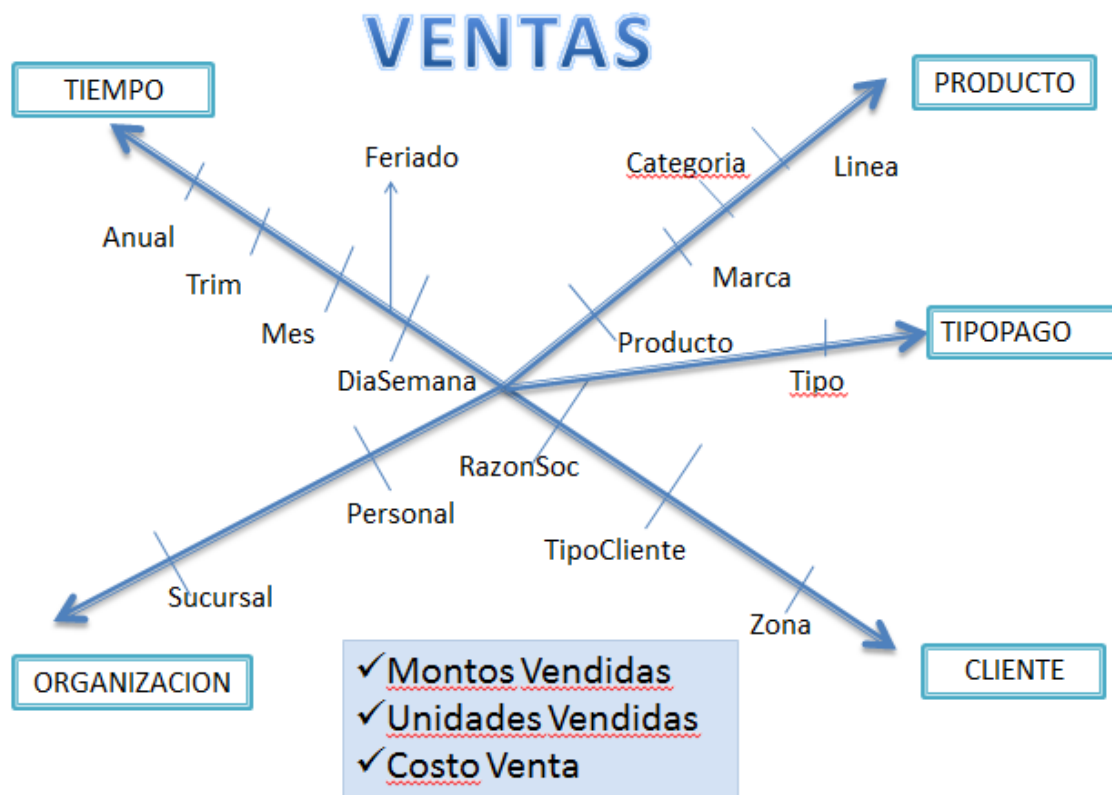 VENTAS
TIEMPO
PRODUCTO
Feriado
Categoria
Linea
Anual
Trim
Marca
Mes
Producto
TIPOPAGO
DiaSemana
Tipo
RazonSoc
Personal
TipoCliente
Sucursal
Zona
ORGANIZACION
CLIENTE
✓Montos Vendidas
✓Unidades Vendidas
✓Costo Venta